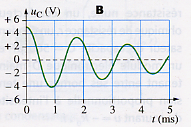 u_C (V) B
+ 6
+ 4
+ 2
0
− 2
− 4
− 6
0 1 2 3 4 5
t (ms)